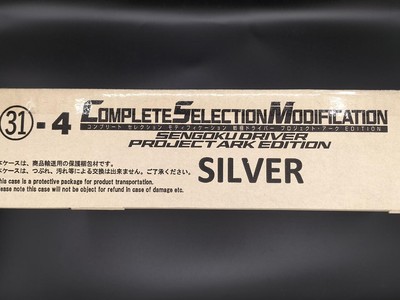 31-4 COMPLETE SELECTION MODIFICATION
コンプリート セレクション モディフィケーション 戦極ドライバー プロジェクト・アーク EDITION
SENGOKU DRIVER
PROJECT ARK EDITION
本ケースは、商品輸送用の保護梱包材です。
本ケースは、つぶれ、汚れ等による交換は出来ません。ご了承ください。
This case is a protective package for product transportation.
Please note this case will not be object for refund in case of damage etc.
SILVER